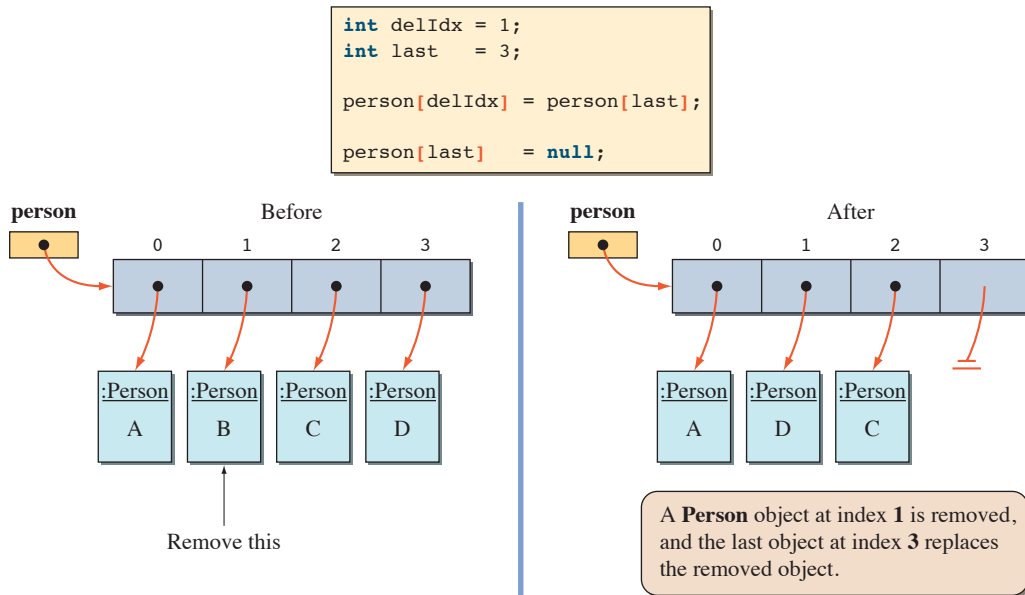 int delIdx = 1;
int last   = 3;
person[delIdx] = person[last];
person[last]   = null;
person
Before
0 1 2 3
:Person :Person :Person :Person
A B C D
Remove this
person
After
0 1 2 3
:Person :Person :Person
A D C
A Person object at index 1 is removed,
and the last object at index 3 replaces
the removed object.